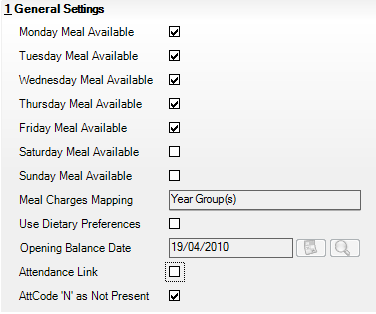 1 General Settings
Monday Meal Available
Tuesday Meal Available
Wednesday Meal Available
Thursday Meal Available
Friday Meal Available
Saturday Meal Available
Sunday Meal Available
Meal Charges Mapping Year Group(s)
Use Dietary Preferences
Opening Balance Date 19/04/2010
Attendance Link
AttCode 'N' as Not Present